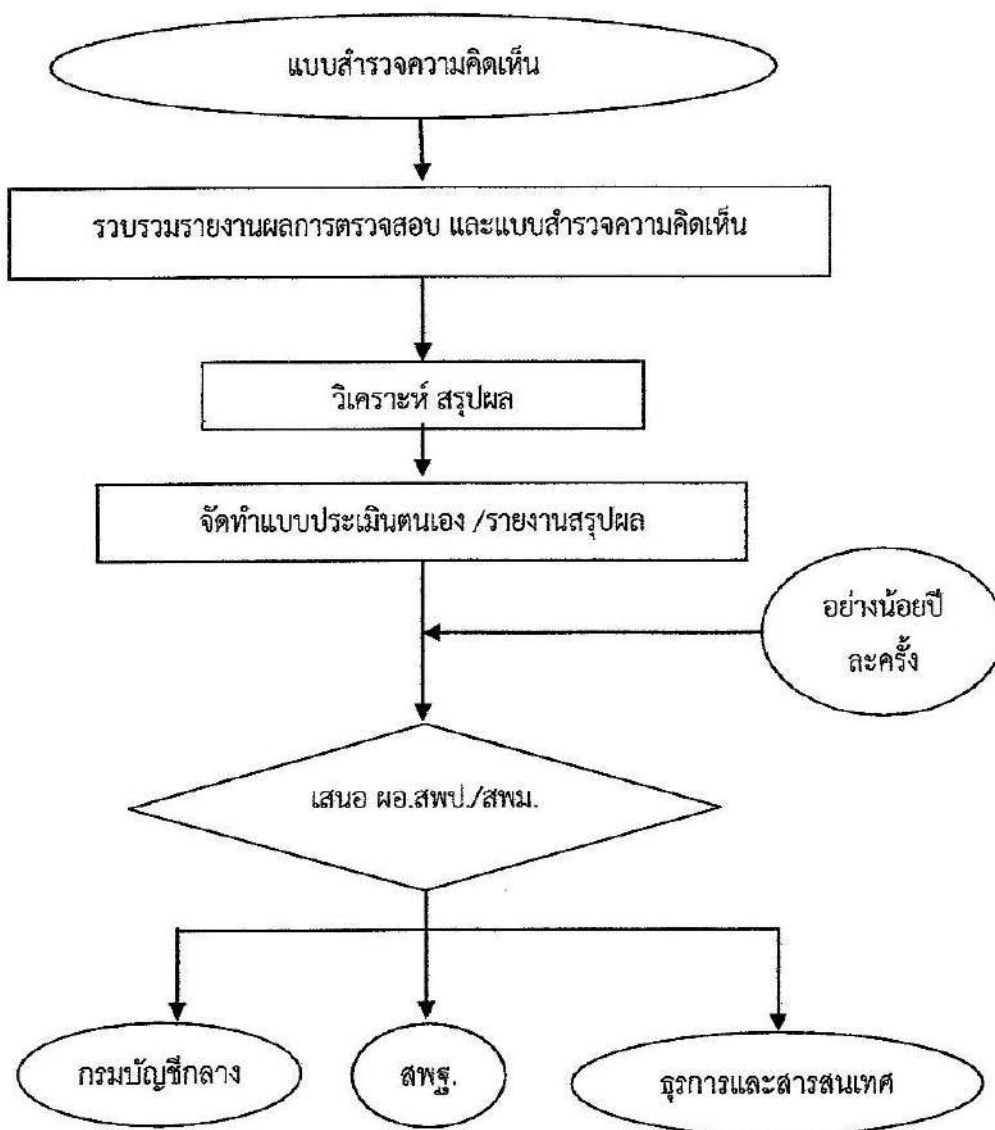 แบบสำรวจความคิดเห็น
รวบรวมรายงานผลการตรวจสอบ และแบบสำรวจความคิดเห็น
วิเคราะห์ สรุปผล
จัดทำแบบประเมินตนเอง /รายงานสรุปผล
อย่างน้อยปี
ละครั้ง
เสนอ ผอ.สพป./สพม.
กรมบัญชีกลาง
สพฐ.
ธุรการและสารสนเทศ